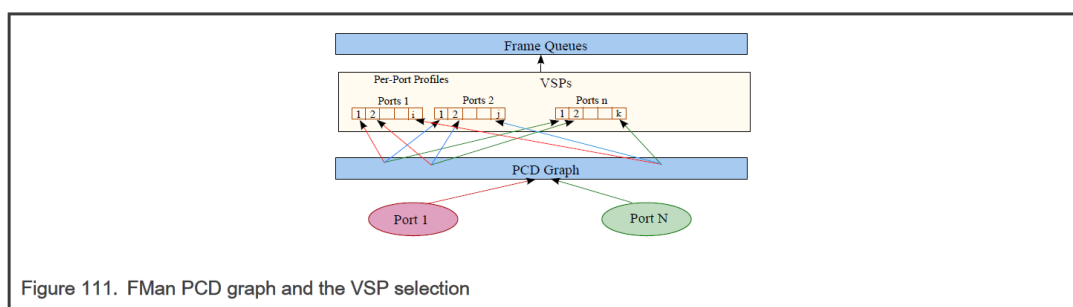 Frame Queues
Per-Port Profiles
VSPs
Ports 1
Ports 2
Ports n
1 2 i
1 2 j
1 2 k
PCD Graph
Port 1
Port N
Figure 111. FMan PCD graph and the VSP selection